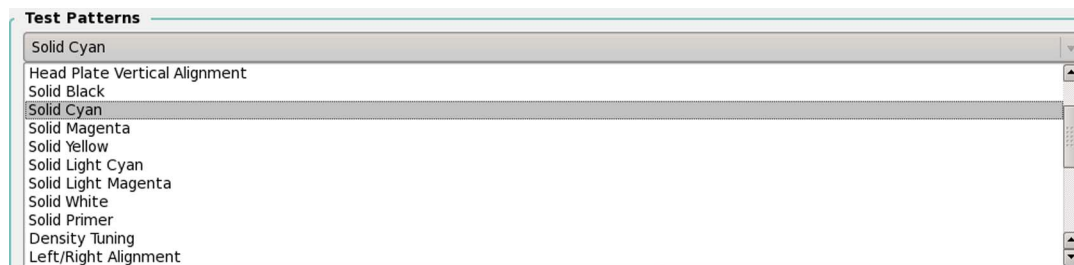 Test Patterns
Solid Cyan
Head Plate Vertical Alignment
Solid Black
Solid Cyan
Solid Magenta
Solid Yellow
Solid Light Cyan
Solid Light Magenta
Solid White
Solid Primer
Density Tuning
Left/Right Alignment